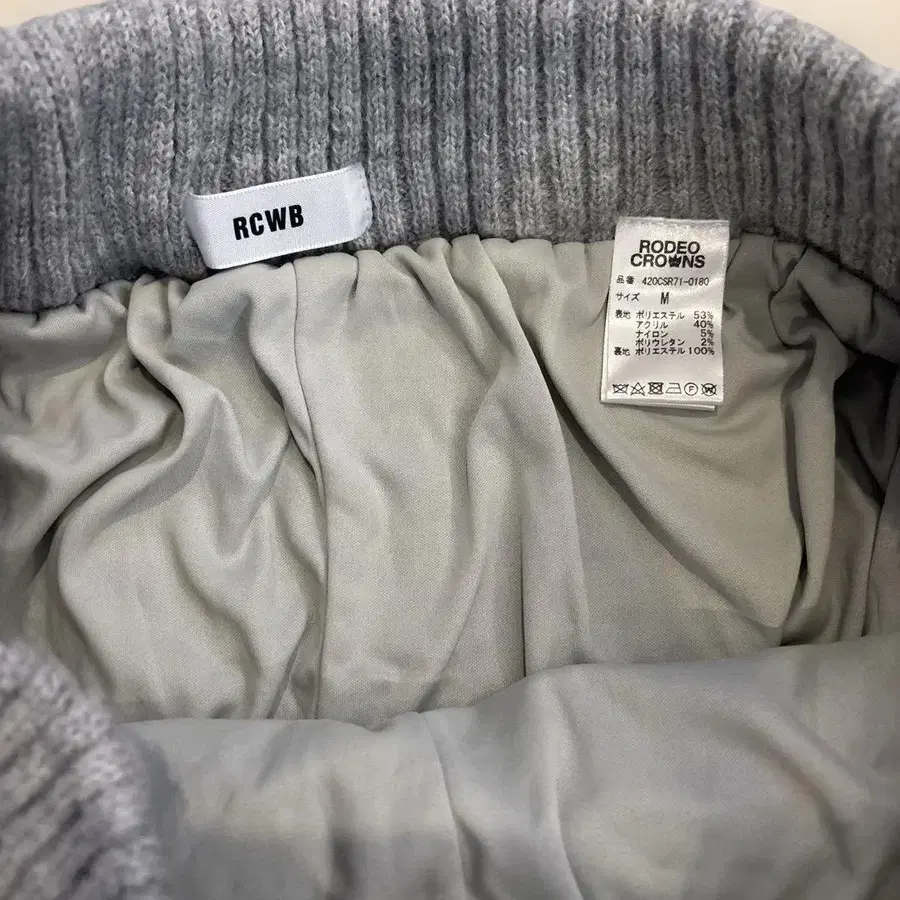 RCWB
RODEO
CROWNS
品番 420CSR71-0180
サイズ M
表地 ポリエステル 53%
アクリル 40%
ナイロン 5%
ポリウレタン 2%
裏地 ポリエステル 100%